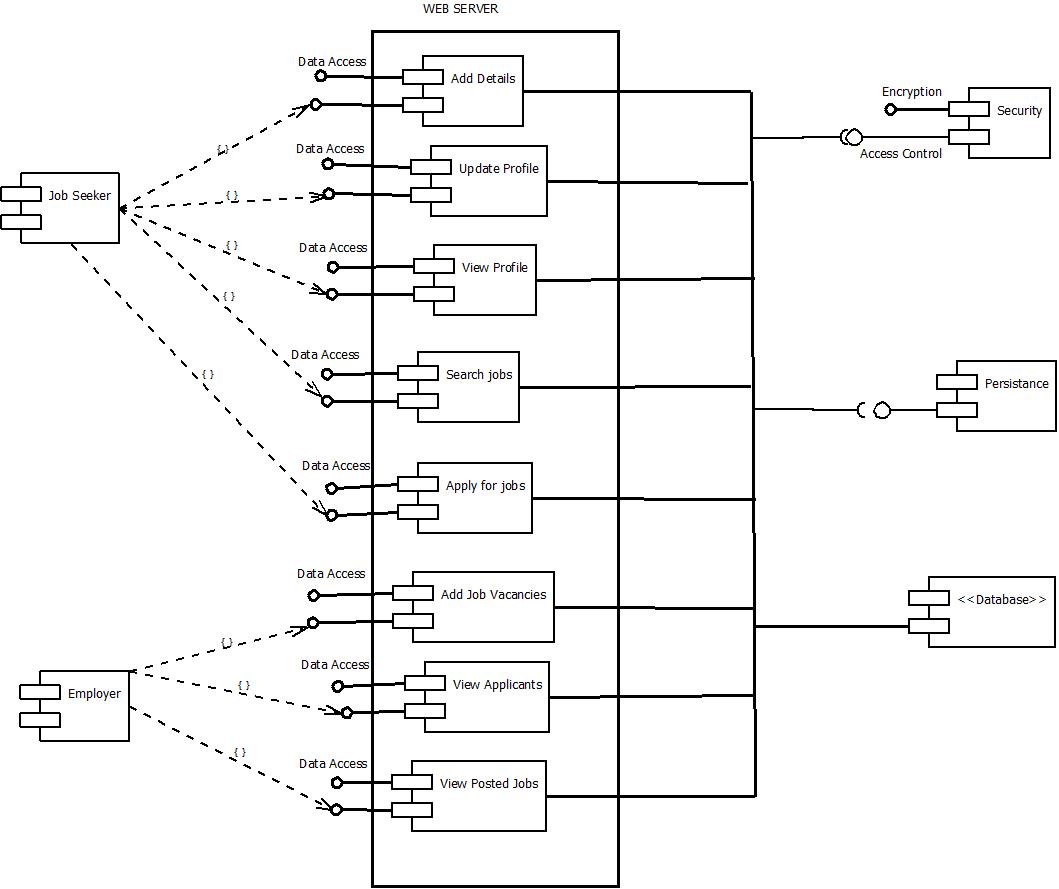 WEB SERVER
Data Access
Add Details
Encryption
Security
{ }
Data Access
Access Control
Update Profile
Job Seeker
{ }
{ }
Data Access
View Profile
{ }
Data Access
Search jobs
{ }
Persistance
Data Access
Apply for jobs
Data Access
Add Job Vacancies
<<Database>>
{ }
Data Access
View Applicants
{ }
Employer
{ }
Data Access
View Posted Jobs